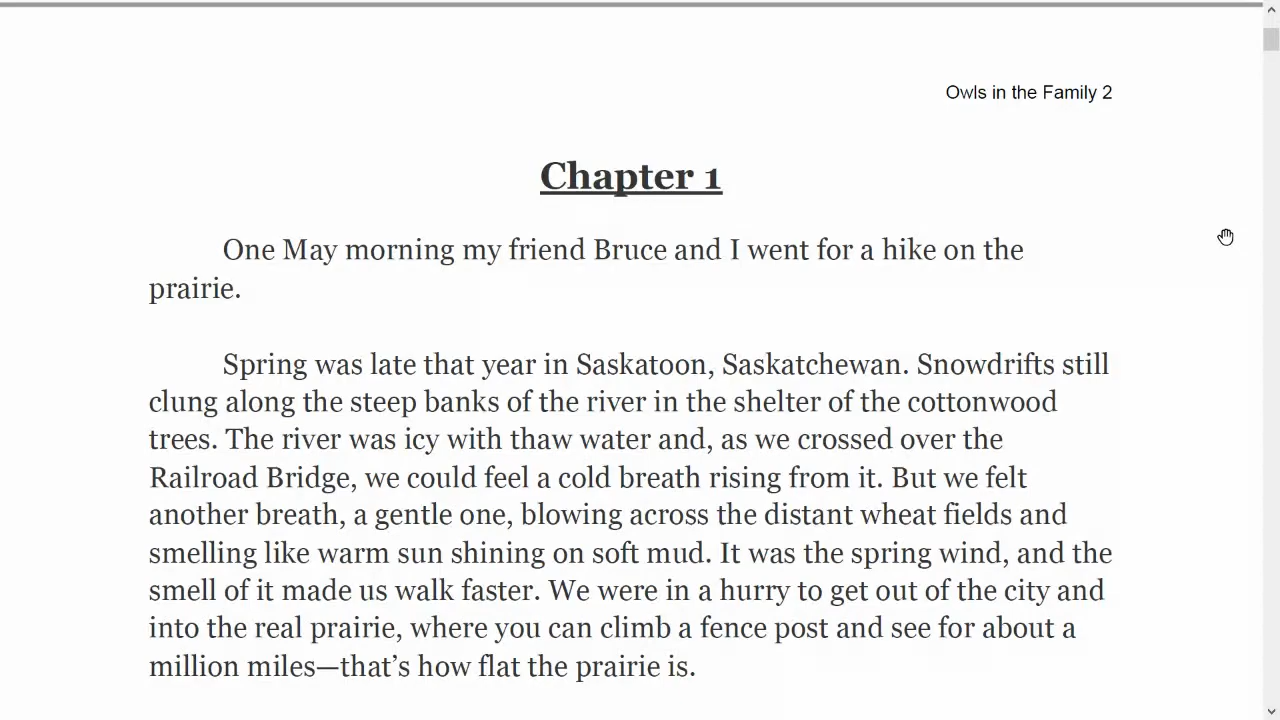 Owls in the Family 2
Chapter 1
One May morning my friend Bruce and I went for a hike on the
prairie.
Spring was late that year in Saskatoon, Saskatchewan. Snowdrifts still
clung along the steep banks of the river in the shelter of the cottonwood
trees. The river was icy with thaw water and, as we crossed over the
Railroad Bridge, we could feel a cold breath rising from it. But we felt
another breath, a gentle one, blowing across the distant wheat fields and
smelling like warm sun shining on soft mud. It was the spring wind, and the
smell of it made us walk faster. We were in a hurry to get out of the city and
into the real prairie, where you can climb a fence post and see for about a
million miles—that’s how flat the prairie is.